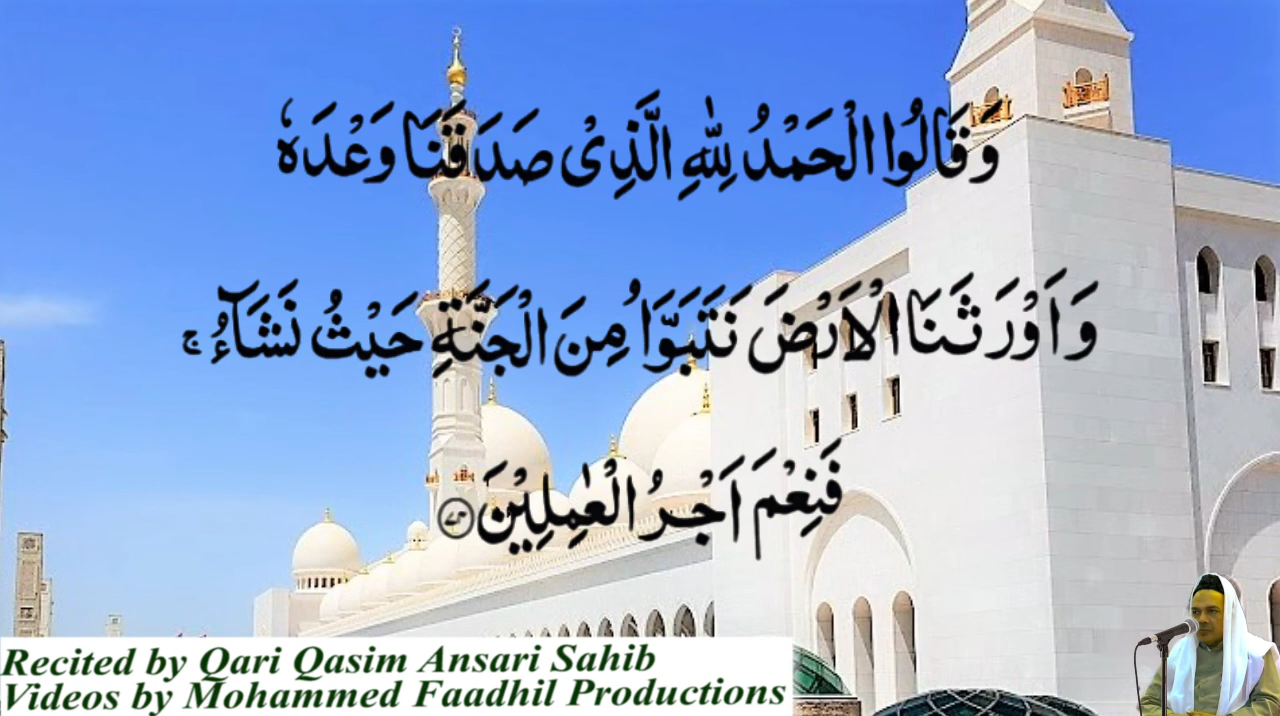 وَقَالُوا الْحَمْدُ لِلّٰهِ الَّذِیْ صَدَقَنَا وَعْدَهٗ
وَاَوْرَثَنَا الْاَرْضَ نَتَبَوَّاُ مِنَ الْجَنَّةِ حَیْثُ نَشَآءُ ۚ
فَنِعْمَ اَجْرُ الْعٰمِلِیْنَ ۝۷۴
Recited by Qari Qasim Ansari Sahib
Videos by Mohammed Faadhil Productions